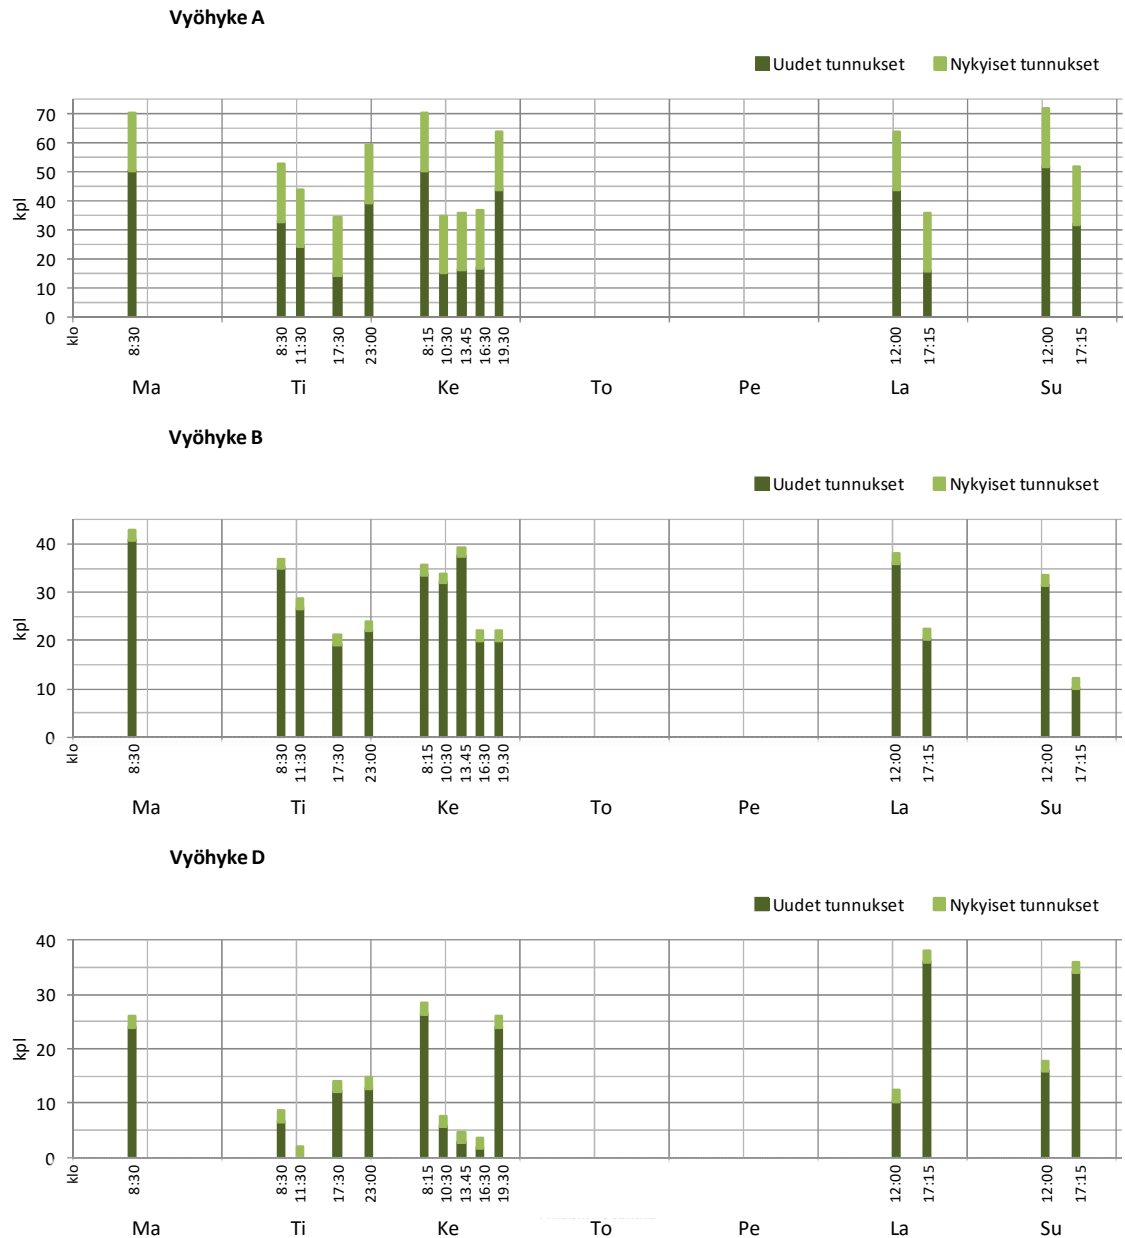 Vyöhyke A
Uudet tunnukset Nykyiset tunnukset
70
60
50
40
30
20
10
0
kpl
klo 8:30 8:30 11:30 17:30 23:00 8:15 10:30 13.45 16:30 19.30 12:00 17:15 12:00 17:15
Ma Ti Ke To Pe La Su
Vyöhyke B
Uudet tunnukset Nykyiset tunnukset
40
30
20
10
0
kpl
klo 8:30 8:30 11:30 17:30 23:00 8:15 10:30 13.45 16:30 19.30 12:00 17:15 12:00 17:15
Ma Ti Ke To Pe La Su
Vyöhyke D
Uudet tunnukset Nykyiset tunnukset
40
30
20
10
0
kpl
klo 8:30 8:30 11:30 17:30 23:00 8:15 10:30 13.45 16:30 19.30 12:00 17:15 12:00 17:15
Ma Ti Ke To Pe La Su